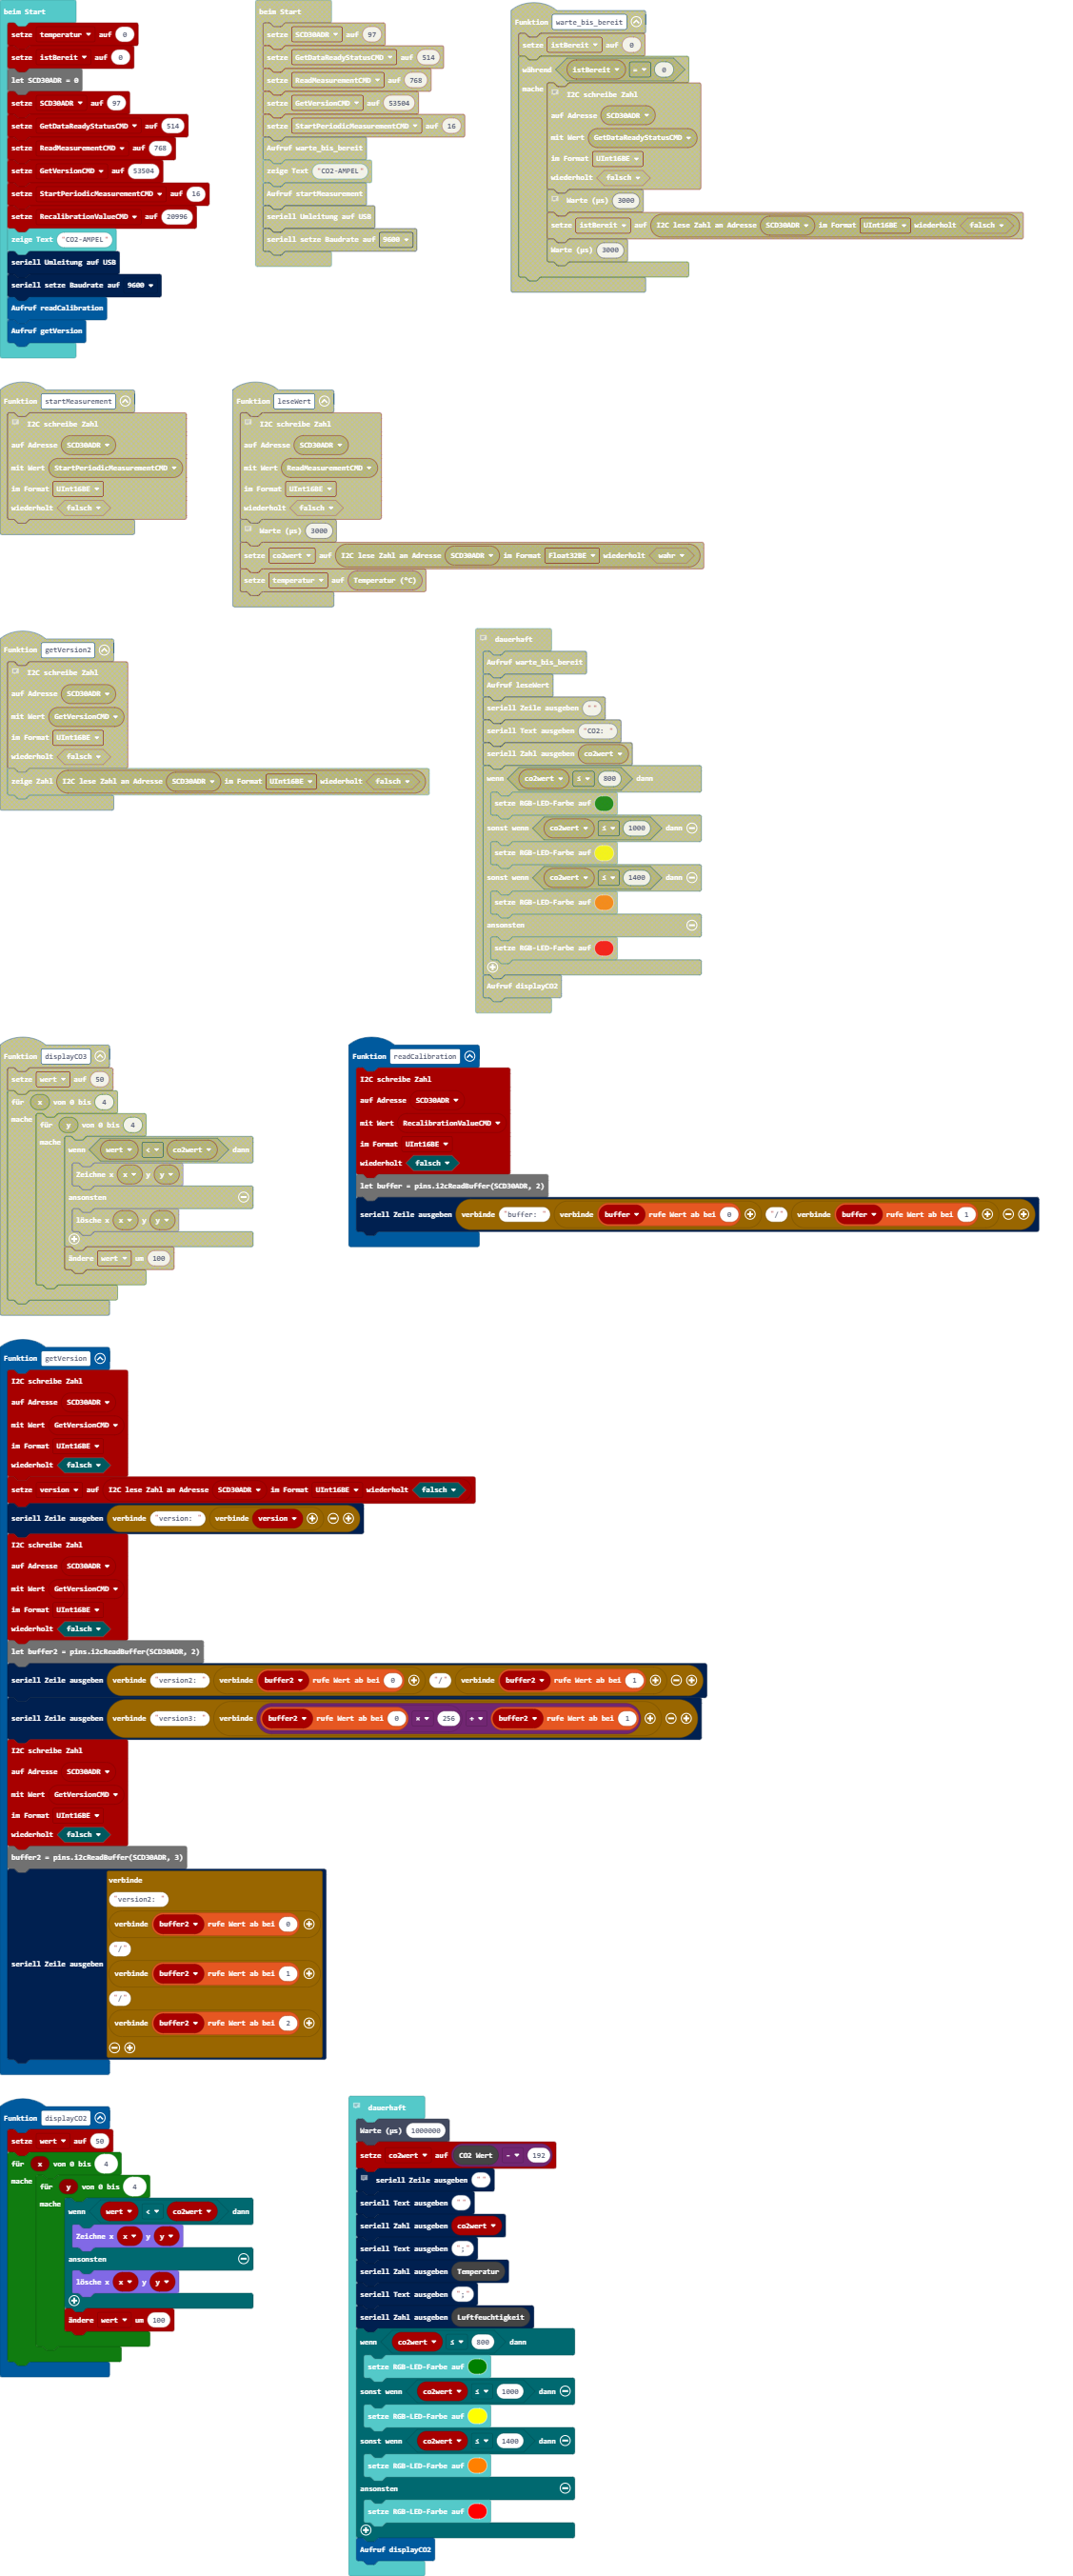 beim Start
setze temperatur auf 0
setze istBereit auf 0
let SCD30ADR = 0
setze SCD30ADR auf 97
setze GetDataReadyStatusCMD auf 514
setze ReadMeasurementCMD auf 768
setze GetVersionCMD auf 53504
setze StartPeriodicMeasurementCMD auf 16
setze RecalibrationValueCMD auf 20996
zeige Text "CO2-AMPEL"
seriell Umleitung auf USB
seriell setze Baudrate auf 9600
Aufruf readCalibration
Aufruf getVersion
beim Start
setze SCD30ADR auf 97
setze GetDataReadyStatusCMD auf 514
setze ReadMeasurementCMD auf 768
setze GetVersionCMD auf 53504
setze StartPeriodicMeasurementCMD auf 16
Aufruf warte_bis_bereit
zeige Text "CO2-AMPEL"
Aufruf startMeasurement
seriell Umleitung auf USB
seriell setze Baudrate auf 9600
Funktion warte_bis_bereit
setze istBereit auf 0
während istBereit = 0
mache
I2C schreibe Zahl
auf Adresse SCD30ADR
mit Wert GetDataReadyStatusCMD
im Format UInt16BE
wiederholt falsch
Warte (µs) 3000
setze istBereit auf I2C lese Zahl an Adresse SCD30ADR im Format UInt16BE wiederholt falsch
Warte (µs) 3000
Funktion startMeasurement
I2C schreibe Zahl
auf Adresse SCD30ADR
mit Wert StartPeriodicMeasurementCMD
im Format UInt16BE
wiederholt falsch
Funktion leseWert
I2C schreibe Zahl
auf Adresse SCD30ADR
mit Wert ReadMeasurementCMD
im Format UInt16BE
wiederholt falsch
Warte (µs) 3000
setze co2wert auf I2C lese Zahl an Adresse SCD30ADR im Format Float32BE wiederholt wahr
setze temperatur auf Temperatur (°C)
Funktion getVersion2
I2C schreibe Zahl
auf Adresse SCD30ADR
mit Wert GetVersionCMD
im Format UInt16BE
wiederholt falsch
zeige Zahl I2C lese Zahl an Adresse SCD30ADR im Format UInt16BE wiederholt falsch
dauerhaft
Aufruf warte_bis_bereit
Aufruf leseWert
seriell Zeile ausgeben ""
seriell Text ausgeben "CO2: "
seriell Zahl ausgeben co2wert
wenn co2wert ≤ 800 dann
setze RGB-LED-Farbe auf
sonst wenn co2wert ≤ 1000 dann
setze RGB-LED-Farbe auf
sonst wenn co2wert ≤ 1400 dann
setze RGB-LED-Farbe auf
ansonsten
setze RGB-LED-Farbe auf
Aufruf displayCO2
Funktion displayCO3
setze wert auf 50
für x von 0 bis 4
mache für y von 0 bis 4
mache wenn wert < co2wert dann
Zeichne x x y y
ansonsten
lösche x x y y
ändere wert um 100
Funktion readCalibration
I2C schreibe Zahl
auf Adresse SCD30ADR
mit Wert RecalibrationValueCMD
im Format UInt16BE
wiederholt falsch
let buffer = pins.i2cReadBuffer(SCD30ADR, 2)
seriell Zeile ausgeben verbinde "buffer: " verbinde buffer rufe Wert ab bei 0 "/" verbinde buffer rufe Wert ab bei 1
Funktion getVersion
I2C schreibe Zahl
auf Adresse SCD30ADR
mit Wert GetVersionCMD
im Format UInt16BE
wiederholt falsch
setze version auf I2C lese Zahl an Adresse SCD30ADR im Format UInt16BE wiederholt falsch
seriell Zeile ausgeben verbinde "version: " verbinde version
I2C schreibe Zahl
auf Adresse SCD30ADR
mit Wert GetVersionCMD
im Format UInt16BE
wiederholt falsch
let buffer2 = pins.i2cReadBuffer(SCD30ADR, 2)
seriell Zeile ausgeben verbinde "version2: " verbinde buffer2 rufe Wert ab bei 0 "/" verbinde buffer2 rufe Wert ab bei 1
seriell Zeile ausgeben verbinde "version3: " verbinde buffer2 rufe Wert ab bei 0 × 256 + buffer2 rufe Wert ab bei 1
I2C schreibe Zahl
auf Adresse SCD30ADR
mit Wert GetVersionCMD
im Format UInt16BE
wiederholt falsch
buffer2 = pins.i2cReadBuffer(SCD30ADR, 3)
seriell Zeile ausgeben
verbinde
"version2: "
verbinde buffer2 rufe Wert ab bei 0
"/"
verbinde buffer2 rufe Wert ab bei 1
"/"
verbinde buffer2 rufe Wert ab bei 2
Funktion displayCO2
setze wert auf 50
für x von 0 bis 4
mache für y von 0 bis 4
mache wenn wert < co2wert dann
Zeichne x x y y
ansonsten
lösche x x y y
ändere wert um 100
dauerhaft
Warte (µs) 1000000
setze co2wert auf CO2 Wert - 192
seriell Zeile ausgeben ""
seriell Text ausgeben ""
seriell Zahl ausgeben co2wert
seriell Text ausgeben ";"
seriell Zahl ausgeben Temperatur
seriell Text ausgeben ";"
seriell Zahl ausgeben Luftfeuchtigkeit
wenn co2wert ≤ 800 dann
setze RGB-LED-Farbe auf
sonst wenn co2wert ≤ 1000 dann
setze RGB-LED-Farbe auf
sonst wenn co2wert ≤ 1400 dann
setze RGB-LED-Farbe auf
ansonsten
setze RGB-LED-Farbe auf
Aufruf displayCO2